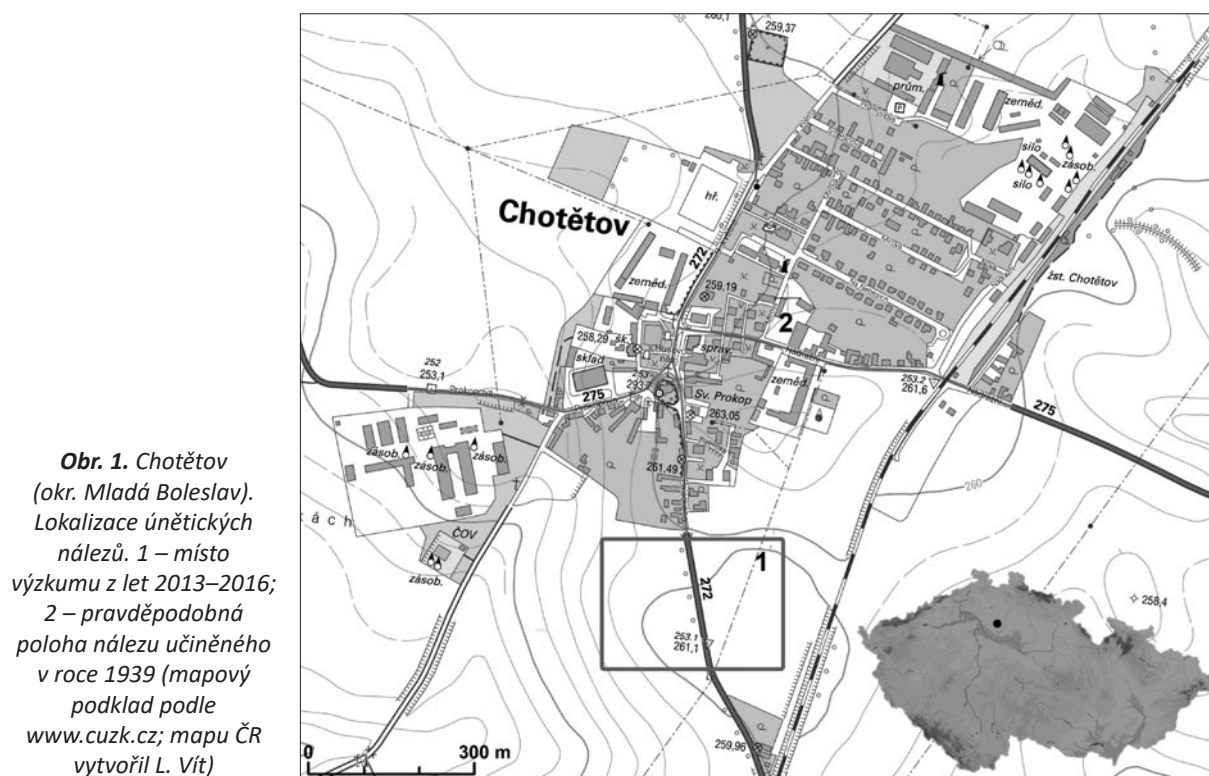 Obr. 1. Chotětov
(okr. Mladá Boleslav).
Lokalizace únětických
nálezů. 1 – místo
výzkumu z let 2013–2016;
2 – pravděpodobná
poloha nálezu učiněného
v roce 1939 (mapový
podklad podle
www.cuzk.cz; mapu ČR
vytvořil L. Vít)
259,37
prům.
P
zeměd.
silo
zásob.
silo
hř.
Chotětov
272
žst. Chotětov
zeměd.
259,19
2
258,29
sk.
sprav.
sklad
252
253,1
Prokopova
275
Sv. Prokop
zeměd.
253.2
261,6
275
263,05
zásob.
zásob.
zásob.
261,49
260
ČOV
zásob.
1
272
253.1
261,1
258,4
259,96
0
300 m